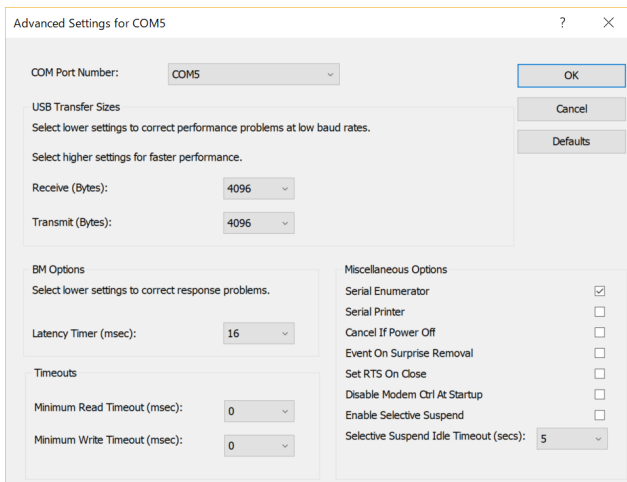 Advanced Settings for COM5
?
COM Port Number:
COM5
OK
Cancel
Defaults
USB Transfer Sizes
Select lower settings to correct performance problems at low baud rates.
Select higher settings for faster performance.
Receive (Bytes):
4096
Transmit (Bytes):
4096
BM Options
Select lower settings to correct response problems.
Latency Timer (msec):
16
Timeouts
Minimum Read Timeout (msec):
0
Minimum Write Timeout (msec):
0
Miscellaneous Options
Serial Enumerator
Serial Printer
Cancel If Power Off
Event On Surprise Removal
Set RTS On Close
Disable Modem Ctrl At Startup
Enable Selective Suspend
Selective Suspend Idle Timeout (secs):
5